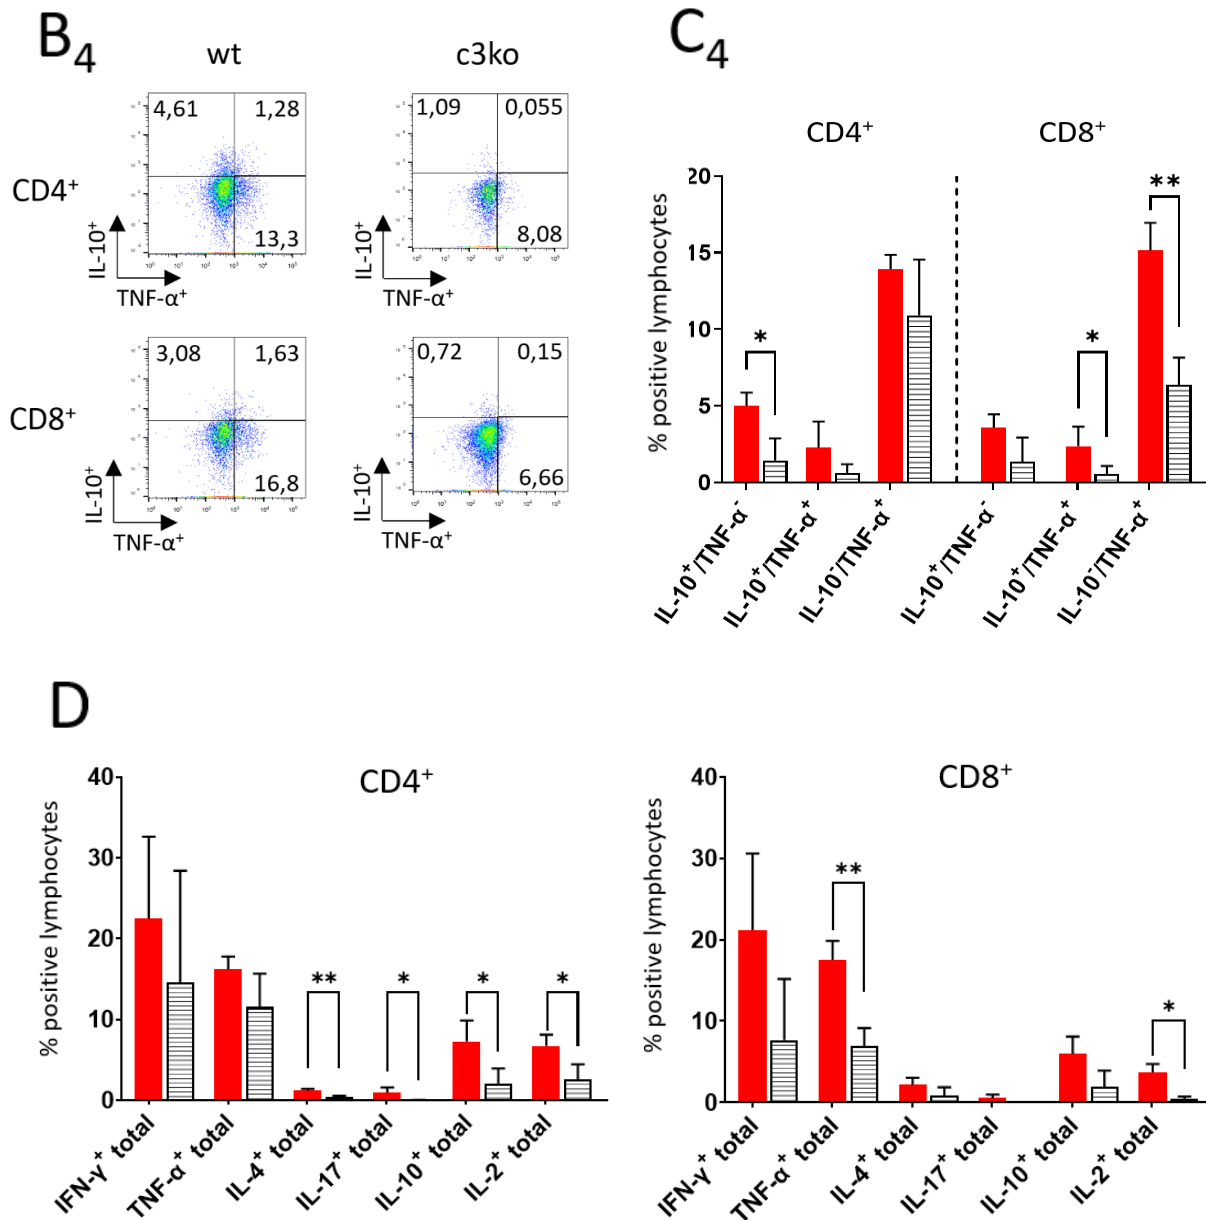 B4
wt
c3ko
CD4+
4,61
1,28
13,3
IL-10+
TNF-α+
1,09
0,055
8,08
IL-10+
TNF-α+
CD8+
3,08
1,63
16,8
IL-10+
TNF-α+
0,72
0,15
6,66
IL-10+
TNF-α+
C4
CD4+
CD8+
% positive lymphocytes
20
15
10
5
0
*
*
**
IL-10+/TNF-α-
IL-10+/TNF-α+
IL-10-/TNF-α+
IL-10+/TNF-α-
IL-10+/TNF-α+
IL-10-/TNF-α+
D
CD4+
% positive lymphocytes
40
30
20
10
0
**
*
*
*
IFN-γ+ total
TNF-α+ total
IL-4+ total
IL-17+ total
IL-10+ total
IL-2+ total
CD8+
% positive lymphocytes
40
30
20
10
0
**
*
IFN-γ+ total
TNF-α+ total
IL-4+ total
IL-17+ total
IL-10+ total
IL-2+ total